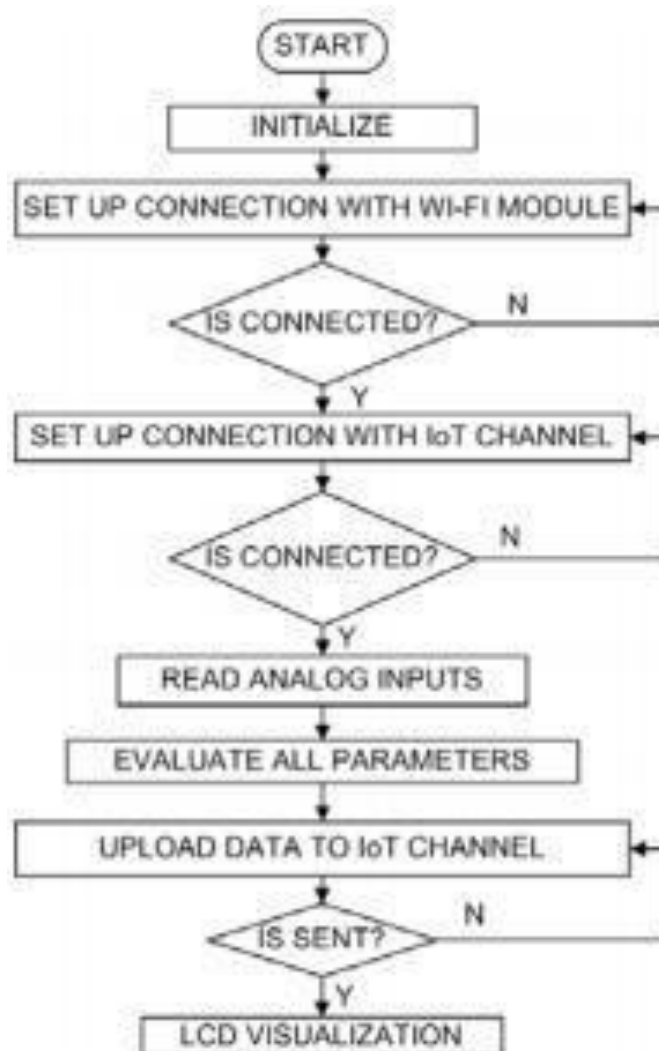 START
INITIALIZE
SET UP CONNECTION WITH WI-FI MODULE
IS CONNECTED?
N
Y
SET UP CONNECTION WITH IoT CHANNEL
IS CONNECTED?
N
Y
READ ANALOG INPUTS
EVALUATE ALL PARAMETERS
UPLOAD DATA TO IoT CHANNEL
IS SENT?
N
Y
LCD VISUALIZATION